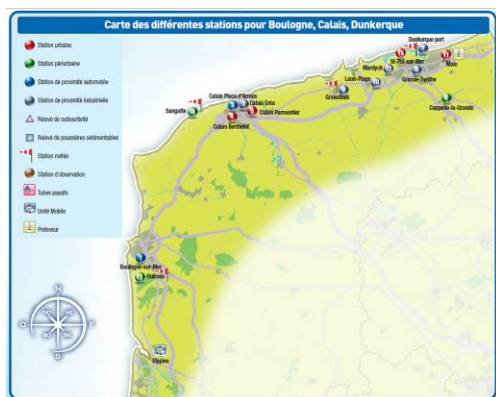 Carte des différentes stations pour Boulogne, Calais, Dunkerque
Station urbaine
Station périurbaine
Station de proximité automobile
Station de proximité industrielle
Relevé de radioactivité
Relevé de poussières sédimentables
Station météo
Station d'observation
Tubes passifs
Unité Mobile
Préleveur
Dunkerque port
St-Pol-sur-Mer
Malo
Mardyck
Grande-Synthe
Loon-Plage
Gravelines
Cappelle-la-Grande
Calais Place d'Armes
Sangatte
Calais Parmentier
Calais Berthelot
Boulogne-sur-Mer
Outreau
Etaples
N
O
E
S